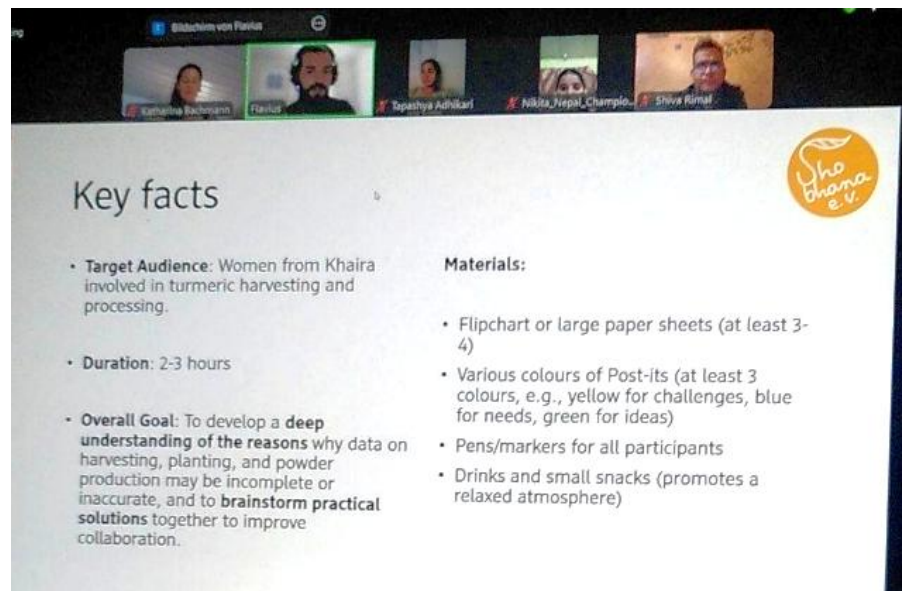 Bildschirm von Flavius
Katharina Bachmann
Flavius
Tapashya Adhikari
Nikita_Nepal_Champio...
Shiva Rimal
Sho
bhana
e.V.
Key facts
• Target Audience: Women from Khaira
involved in turmeric harvesting and
processing.
• Duration: 2-3 hours
• Overall Goal: To develop a deep
understanding of the reasons why data on
harvesting, planting, and powder
production may be incomplete or
inaccurate, and to brainstorm practical
solutions together to improve
collaboration.
Materials:
• Flipchart or large paper sheets (at least 3-
4)
• Various colours of Post-its (at least 3
colours, e.g., yellow for challenges, blue
for needs, green for ideas)
• Pens/markers for all participants
• Drinks and small snacks (promotes a
relaxed atmosphere)